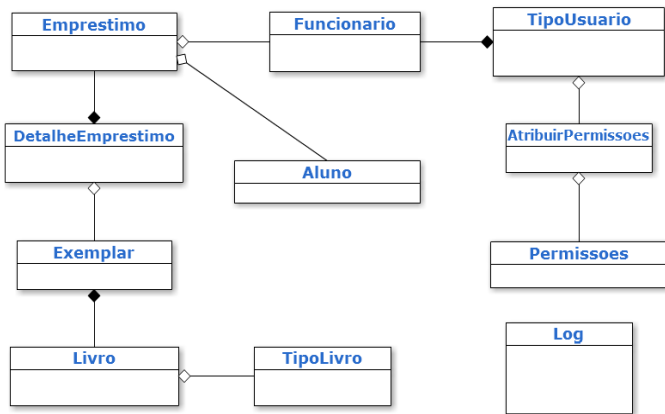 Emprestimo
Funcionario
TipoUsuario
DetalheEmprestimo
AtribuirPermissoes
Aluno
Exemplar
Permissoes
Log
Livro
TipoLivro